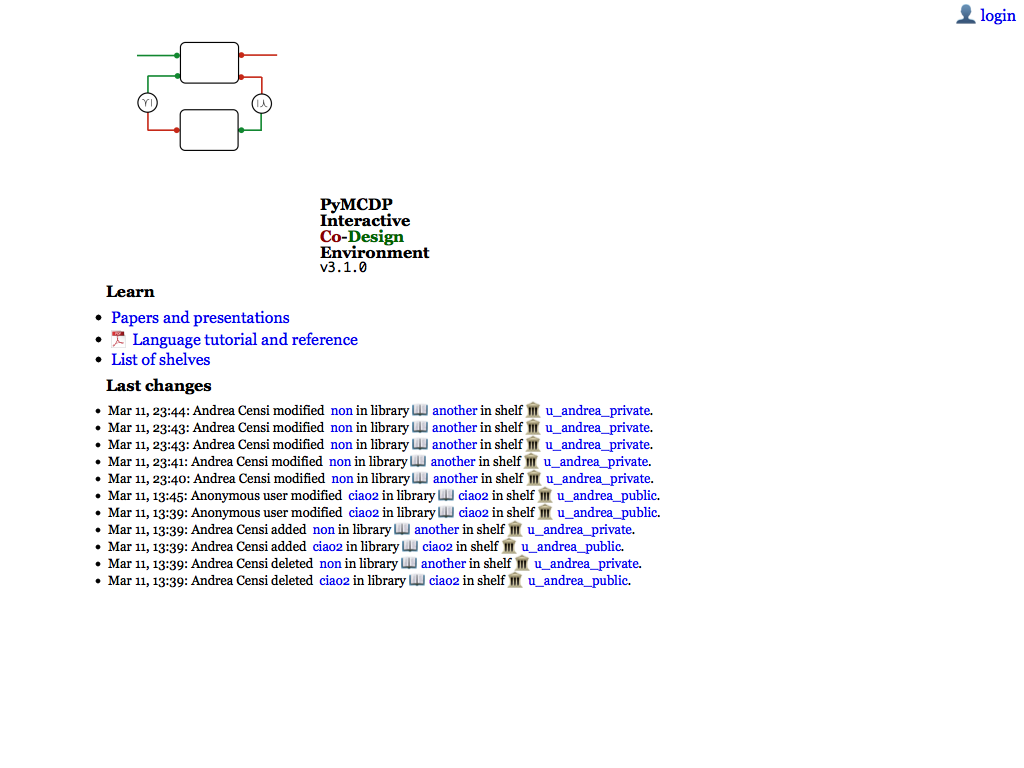 login
PyMCDP
Interactive
Co-Design
Environment
v3.1.0
Learn
Papers and presentations
Language tutorial and reference
List of shelves
Last changes
Mar 11, 23:44: Andrea Censi modified non in library another in shelf u_andrea_private.
Mar 11, 23:43: Andrea Censi modified non in library another in shelf u_andrea_private.
Mar 11, 23:43: Andrea Censi modified non in library another in shelf u_andrea_private.
Mar 11, 23:41: Andrea Censi modified non in library another in shelf u_andrea_private.
Mar 11, 23:40: Andrea Censi modified non in library another in shelf u_andrea_private.
Mar 11, 13:45: Anonymous user modified ciao2 in library ciao2 in shelf u_andrea_public.
Mar 11, 13:39: Anonymous user modified ciao2 in library ciao2 in shelf u_andrea_public.
Mar 11, 13:39: Andrea Censi added non in library another in shelf u_andrea_private.
Mar 11, 13:39: Andrea Censi added ciao2 in library ciao2 in shelf u_andrea_public.
Mar 11, 13:39: Andrea Censi deleted non in library another in shelf u_andrea_private.
Mar 11, 13:39: Andrea Censi deleted ciao2 in library ciao2 in shelf u_andrea_public.